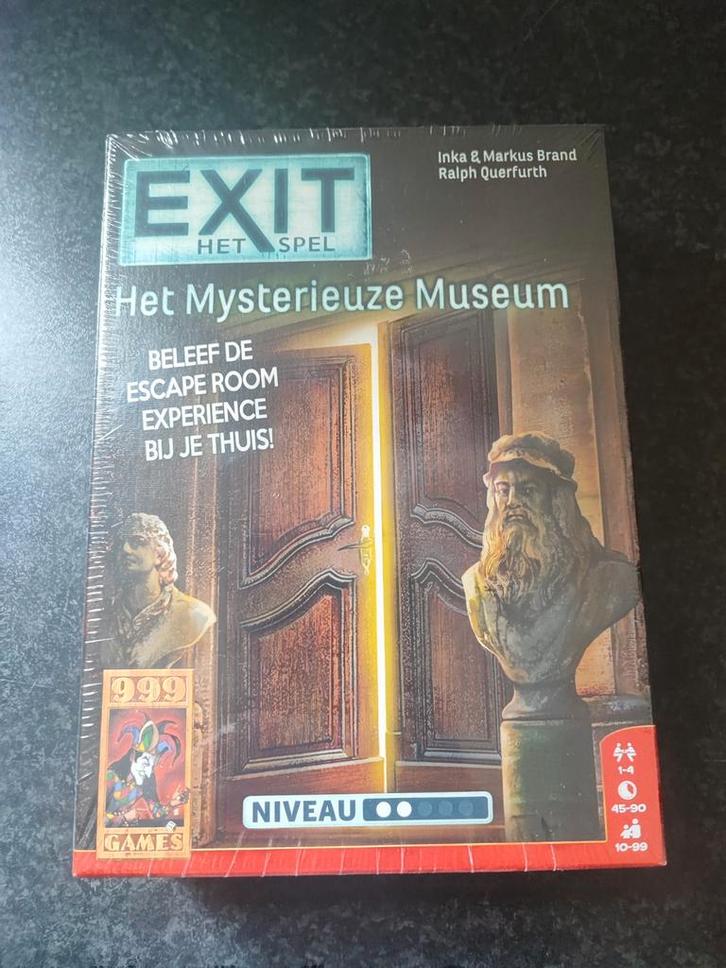 Inka & Markus Brand
Ralph Querfurth
EXIT
HET SPEL
Het Mysterieuze Museum
BELEEF DE
ESCAPE ROOM
EXPERIENCE
BIJ JE THUIS!
999
GAMES
NIVEAU
1-4
45-90
10-99